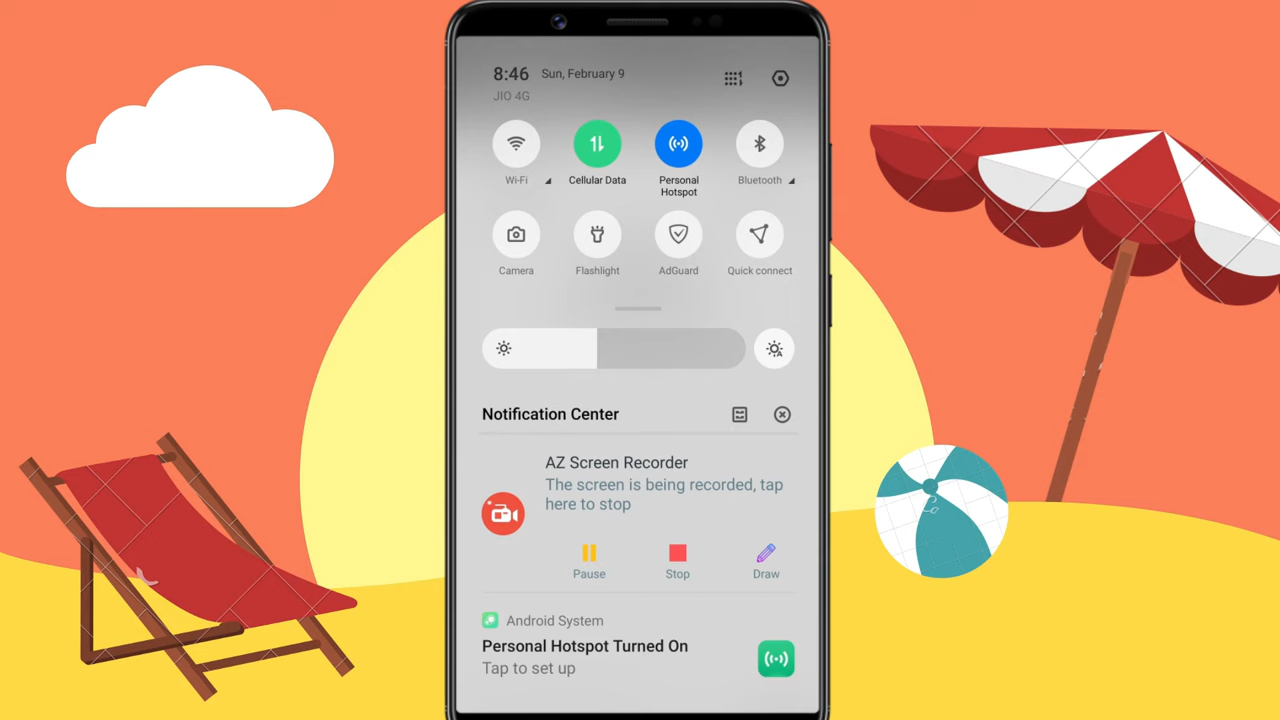 8:46 Sun, February 9
JIO 4G
Wi-Fi
Cellular Data
Personal
Hotspot
Bluetooth
Camera
Flashlight
AdGuard
Quick connect
Notification Center
AZ Screen Recorder
The screen is being recorded, tap
here to stop
Pause
Stop
Draw
Android System
Personal Hotspot Turned On
Tap to set up